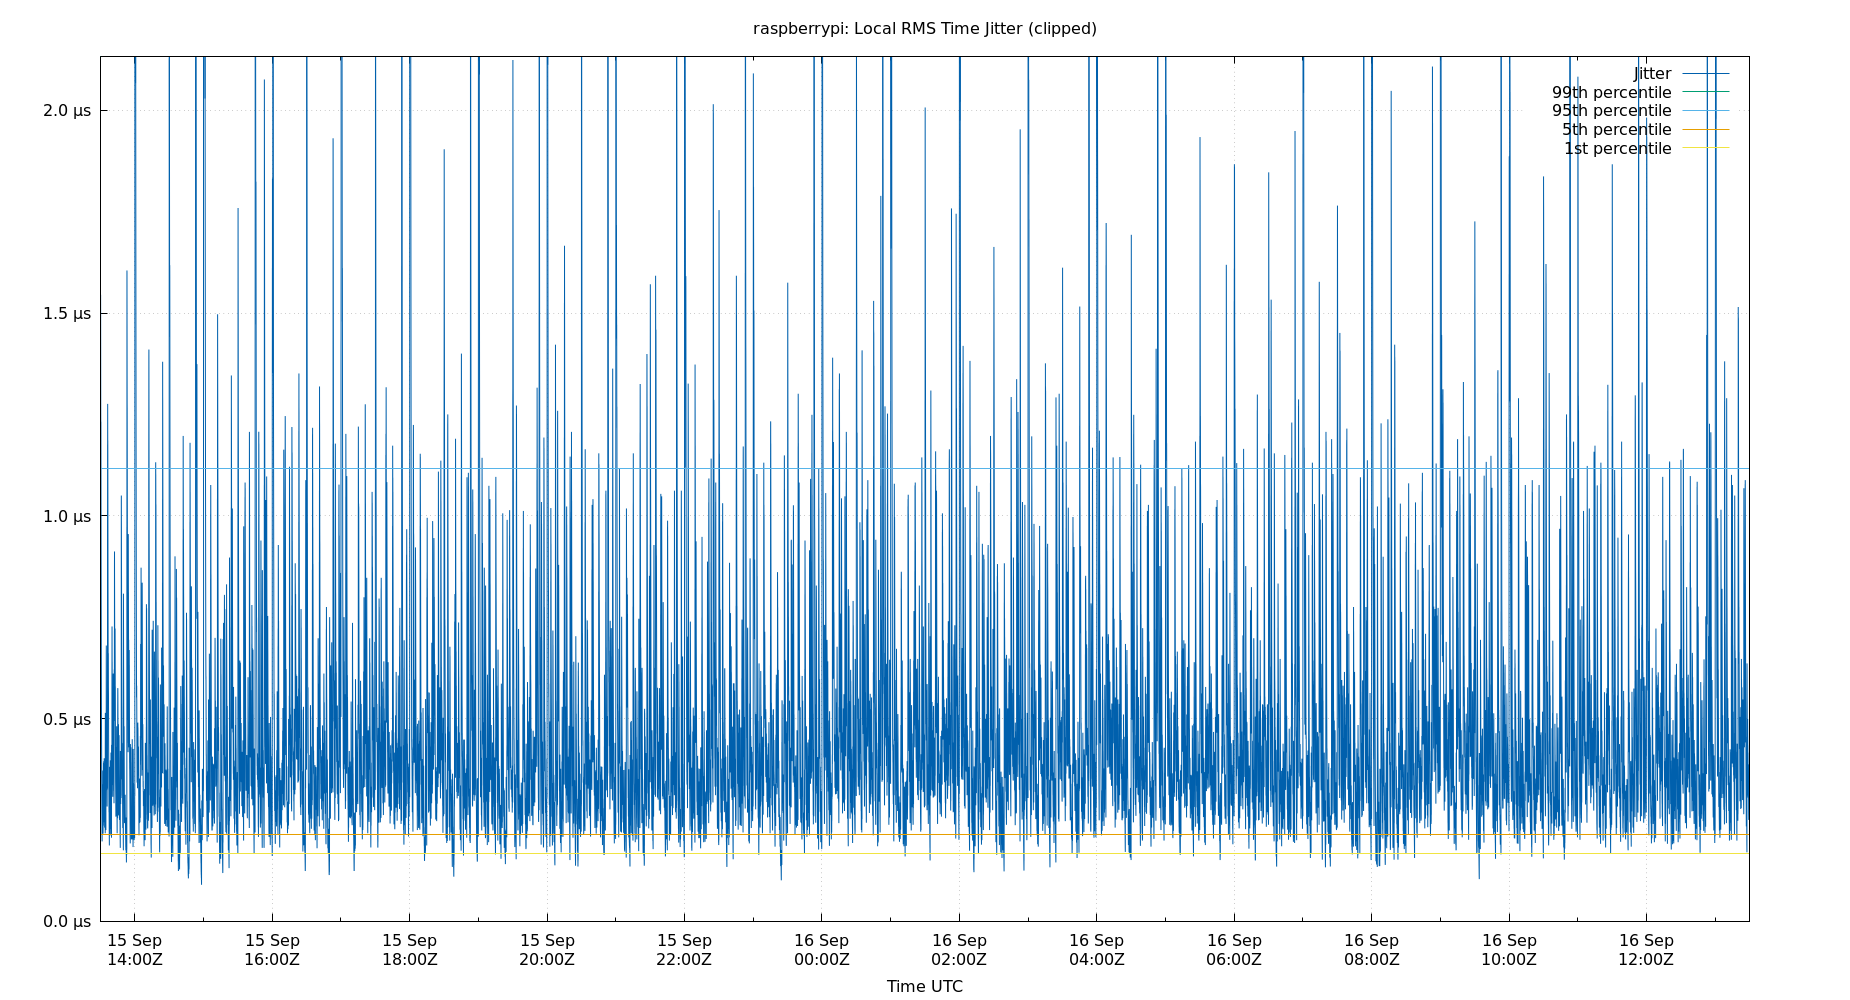 raspberrypi: Local RMS Time Jitter (clipped)
Jitter
99th percentile
95th percentile
5th percentile
1st percentile
2.0 μs
1.5 μs
1.0 μs
0.5 μs
0.0 μs
15 Sep 15 Sep 15 Sep 15 Sep 15 Sep 16 Sep 16 Sep 16 Sep 16 Sep 16 Sep 16 Sep 16 Sep
14:00Z 16:00Z 18:00Z 20:00Z 22:00Z 00:00Z 02:00Z 04:00Z 06:00Z 08:00Z 10:00Z 12:00Z
Time UTC